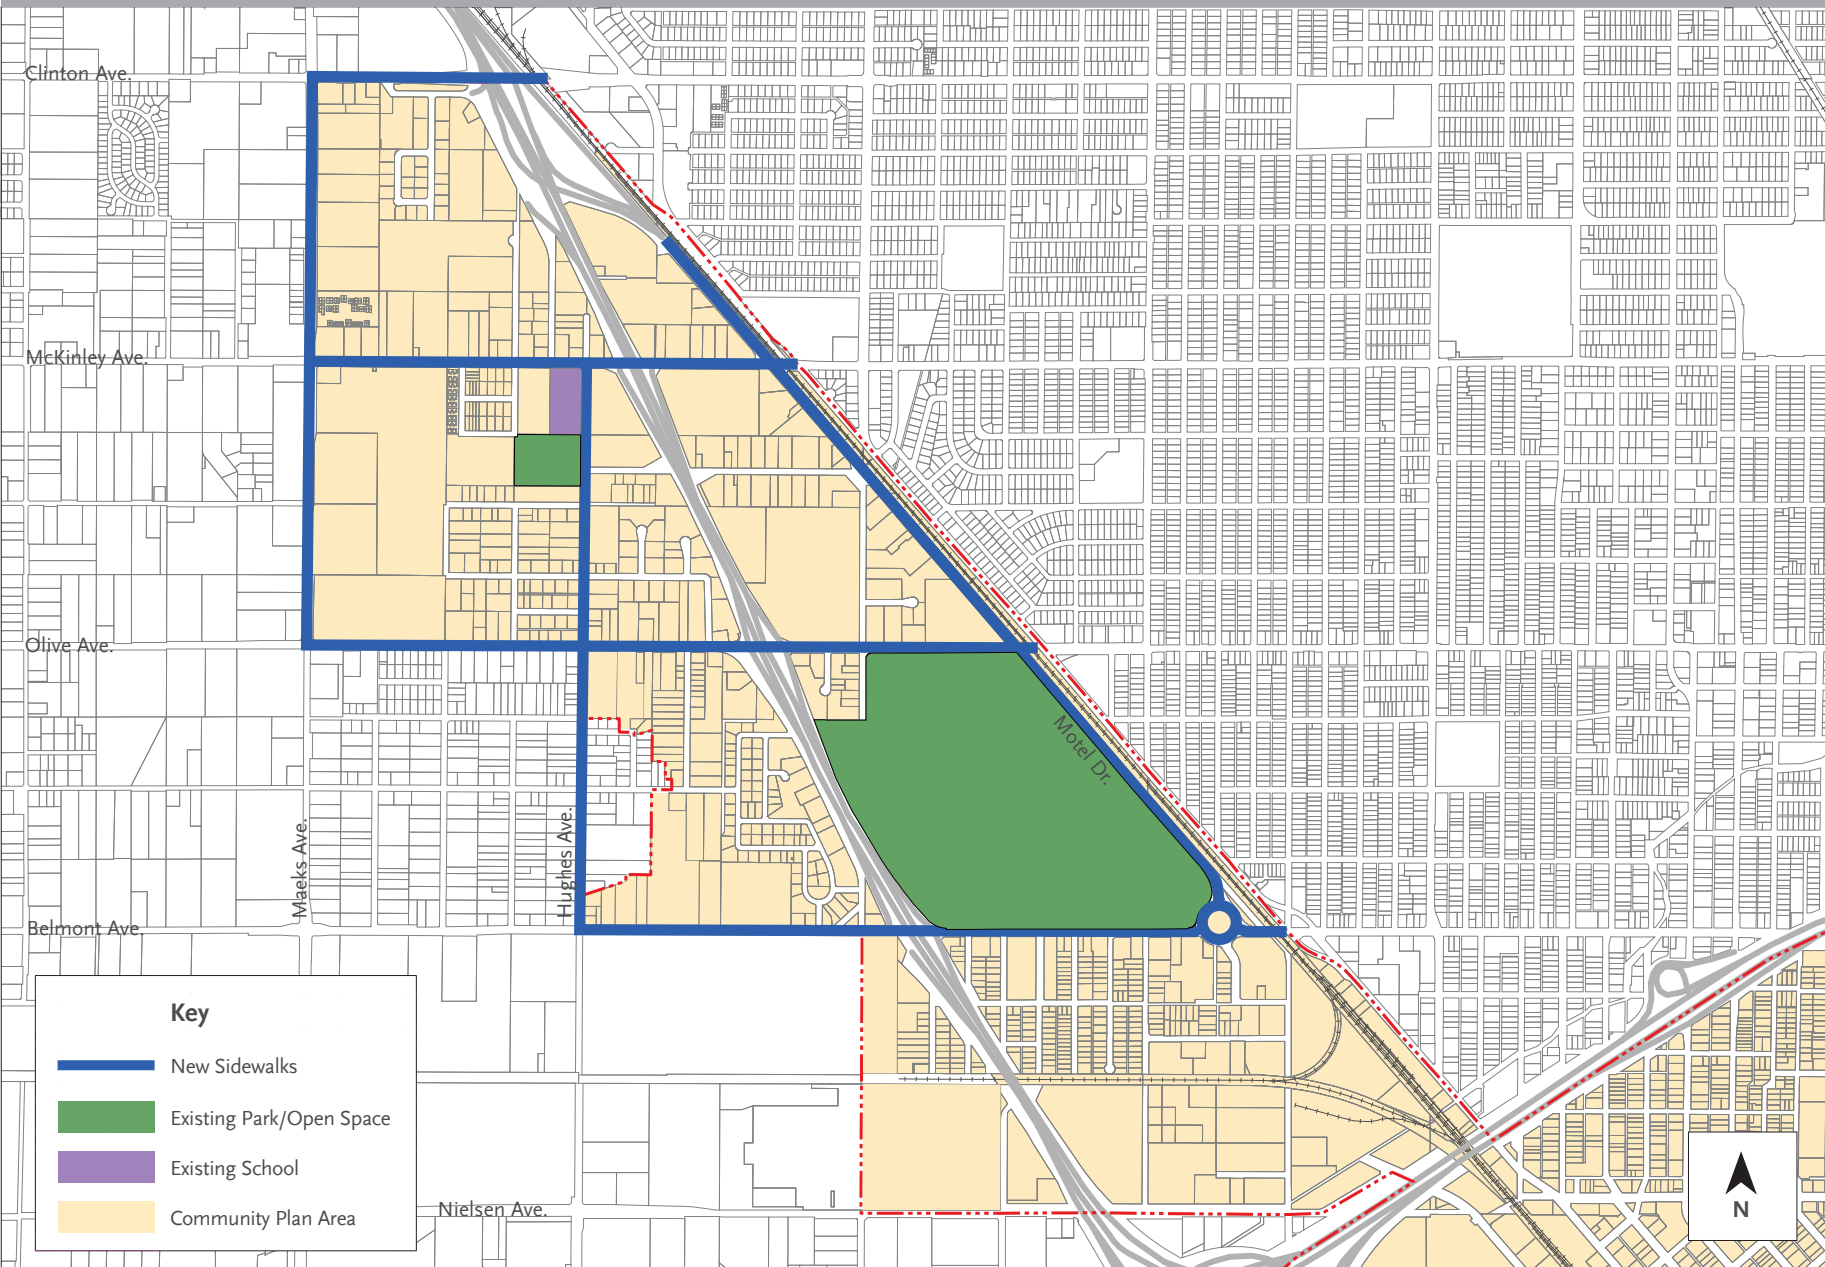 Clinton Ave.
McKinley Ave.
Olive Ave.
Motel Dr.
Maeks Ave.
Hughes Ave.
Belmont Ave.
Key
New Sidewalks
Existing Park/Open Space
Existing School
Community Plan Area
Nielsen Ave.
N